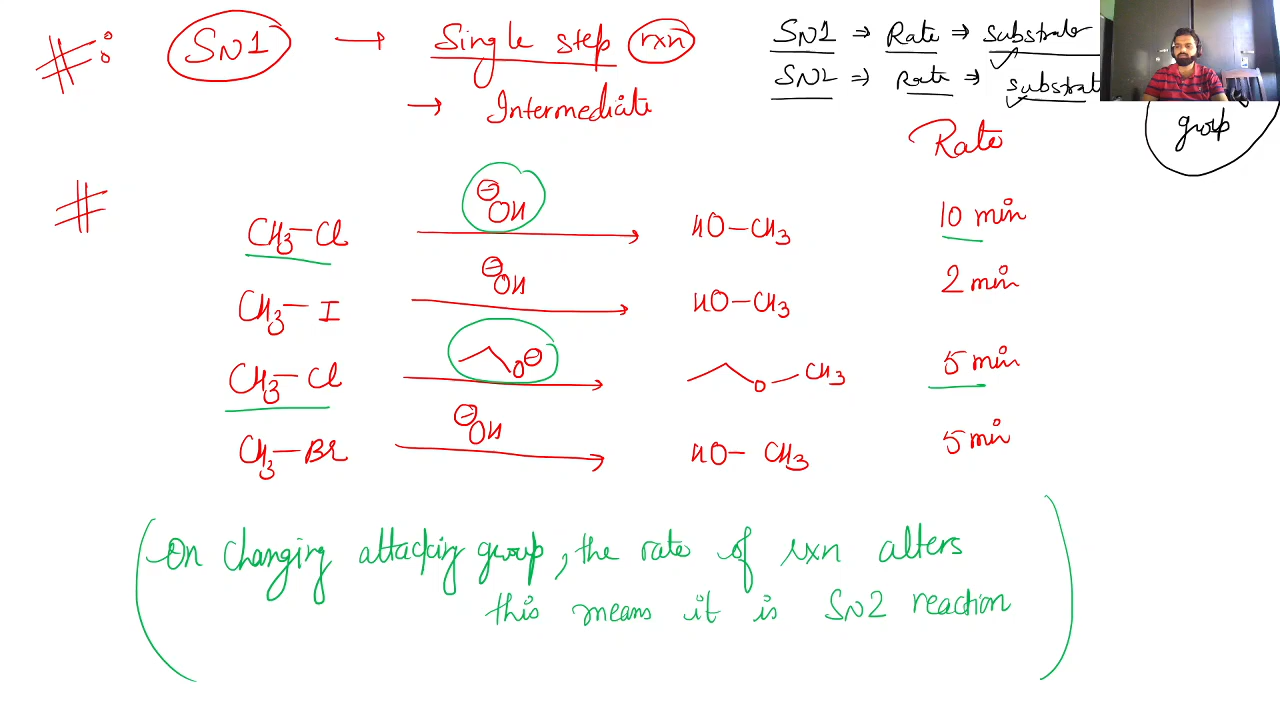 # : SN1 → Single step rxn
→ Intermediate
SN1 ⇒ Rate ⇒ substrate
SN2 ⇒ Rate ⇒ substrat
group
Rate
#
CH3-Cl ⊖OH → HO-CH3 10 min
CH3-I ⊖OH → HO-CH3 2 min
CH3-Cl O⊖ → O-CH3 5 min
CH3-Br ⊖OH → HO-CH3 5 min
(On changing attacking group, the rate of rxn alters
this means it is SN2 reaction)